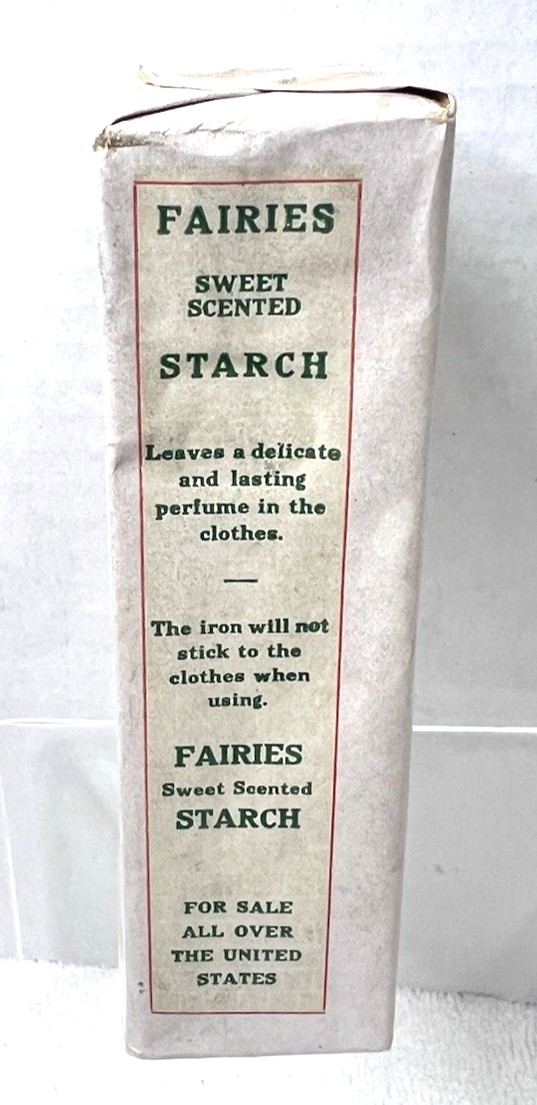 FAIRIES
SWEET
SCENTED
STARCH
Leaves a delicate
and lasting
perfume in the
clothes.
—
The iron will not
stick to the
clothes when
using.
FAIRIES
Sweet Scented
STARCH
FOR SALE
ALL OVER
THE UNITED
STATES